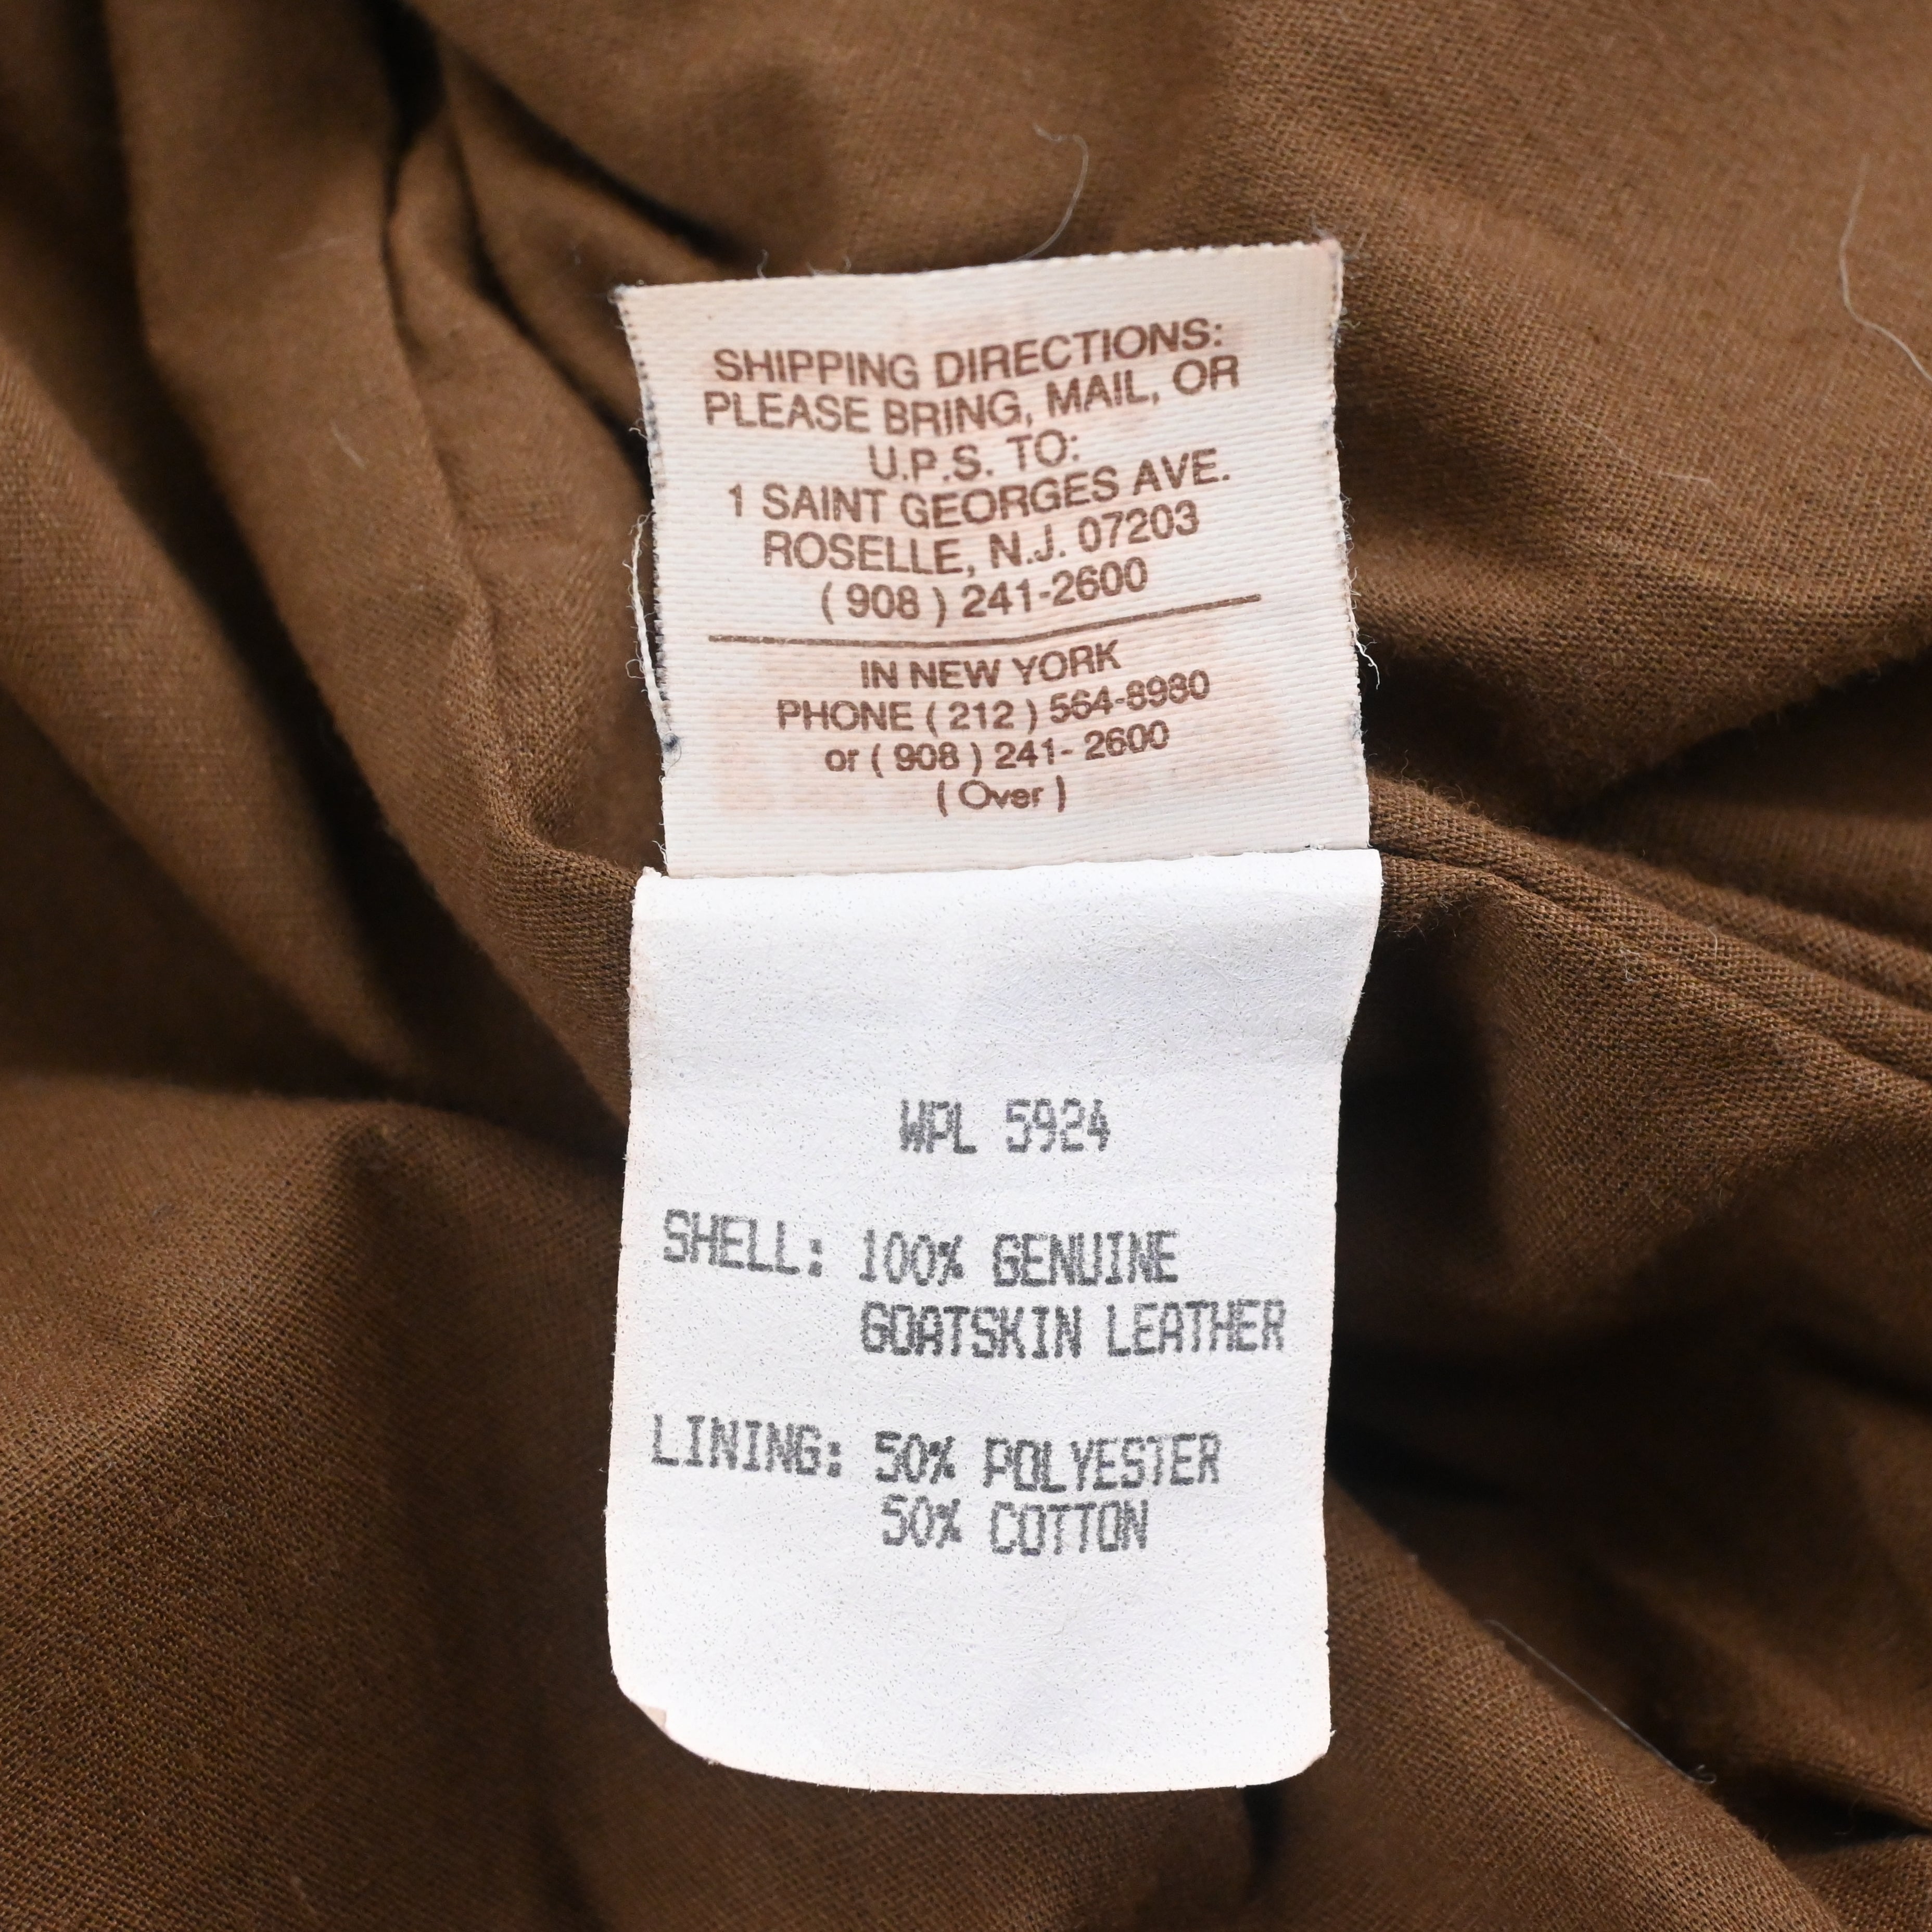 SHIPPING DIRECTIONS:
PLEASE BRING, MAIL, OR
U.P.S. TO:
1 SAINT GEORGES AVE.
ROSELLE, N.J. 07203
( 908 ) 241-2600
IN NEW YORK
PHONE ( 212 ) 564-8980
or ( 908 ) 241- 2600
( Over )
WPL 5924
SHELL: 100% GENUINE
GOATSKIN LEATHER
LINING: 50% POLYESTER
50% COTTON